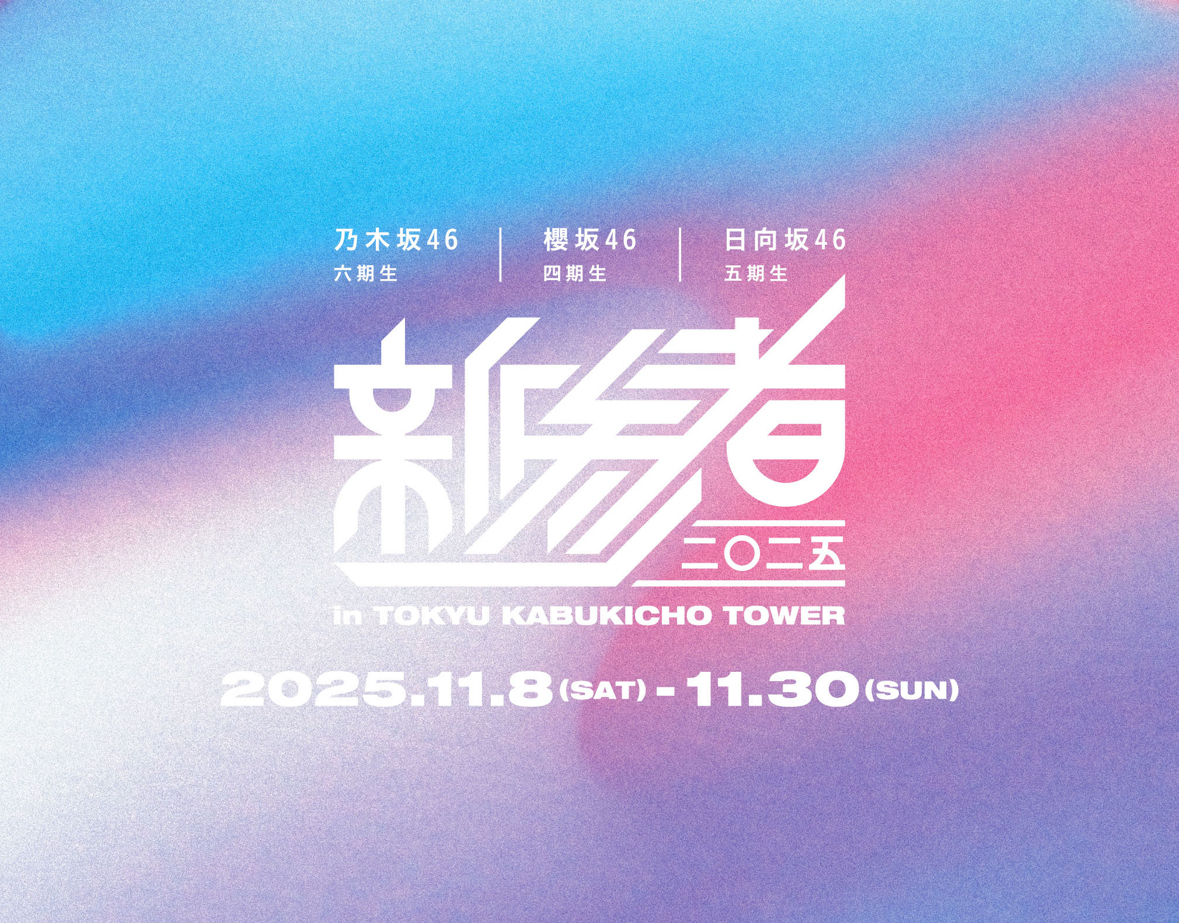 乃木坂46 櫻坂46 日向坂46
六期生 四期生 五期生
新参者
二〇二五
in TOKYU KABUKICHO TOWER
2025.11.8(SAT)-11.30(SUN)